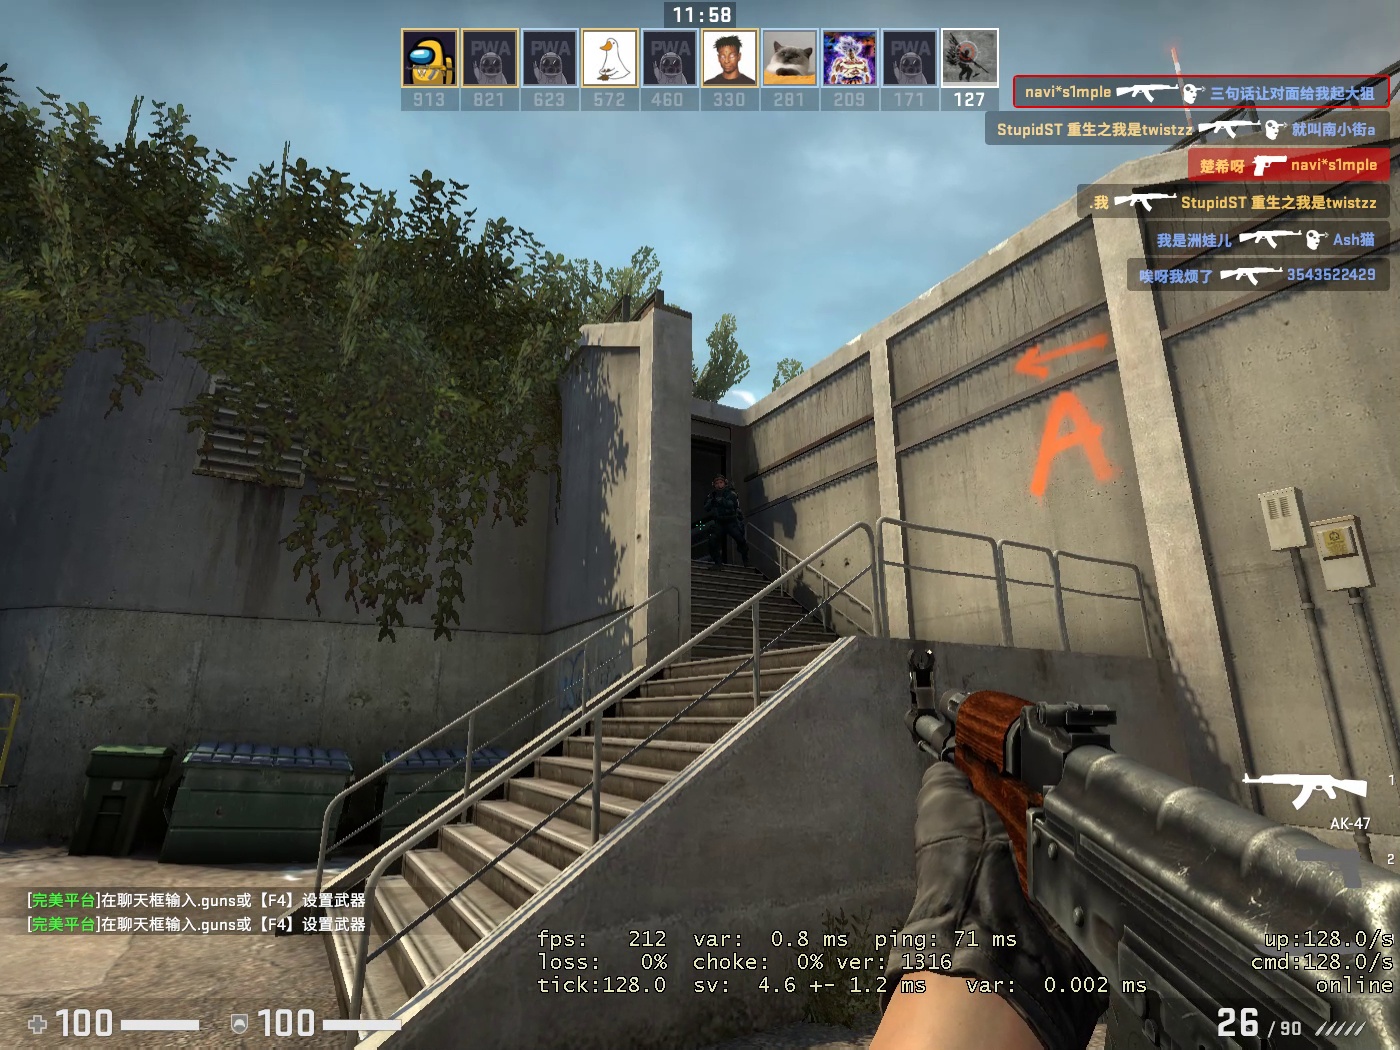 11:58
PWA PWA PWA PWA
913 821 623 572 460 330 281 209 171 127
navi*s1mple 三句话让对面给我起大狙
StupidST 重生之我是twistzz 就叫南小街a
楚希呀 navi*s1mple
.我 StupidST 重生之我是twistzz
我是洲娃儿 Ash猫
唉呀我烦了 3543522429
A
1
AK-47
2
[完美平台]在聊天框输入.guns或【F4】设置武器
[完美平台]在聊天框输入.guns或【F4】设置武器
fps: 212 var: 0.8 ms ping: 71 ms
loss: 0% choke: 0% ver: 1316
tick:128.0 sv: 4.6 +- 1.2 ms var: 0.002 ms
up:128.0/s
cmd:128.0/s
online
100 100
26 / 90